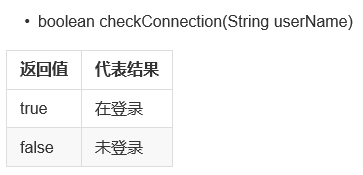 • boolean checkConnection(String userName)
返回值 代表结果
true 在登录
false 未登录